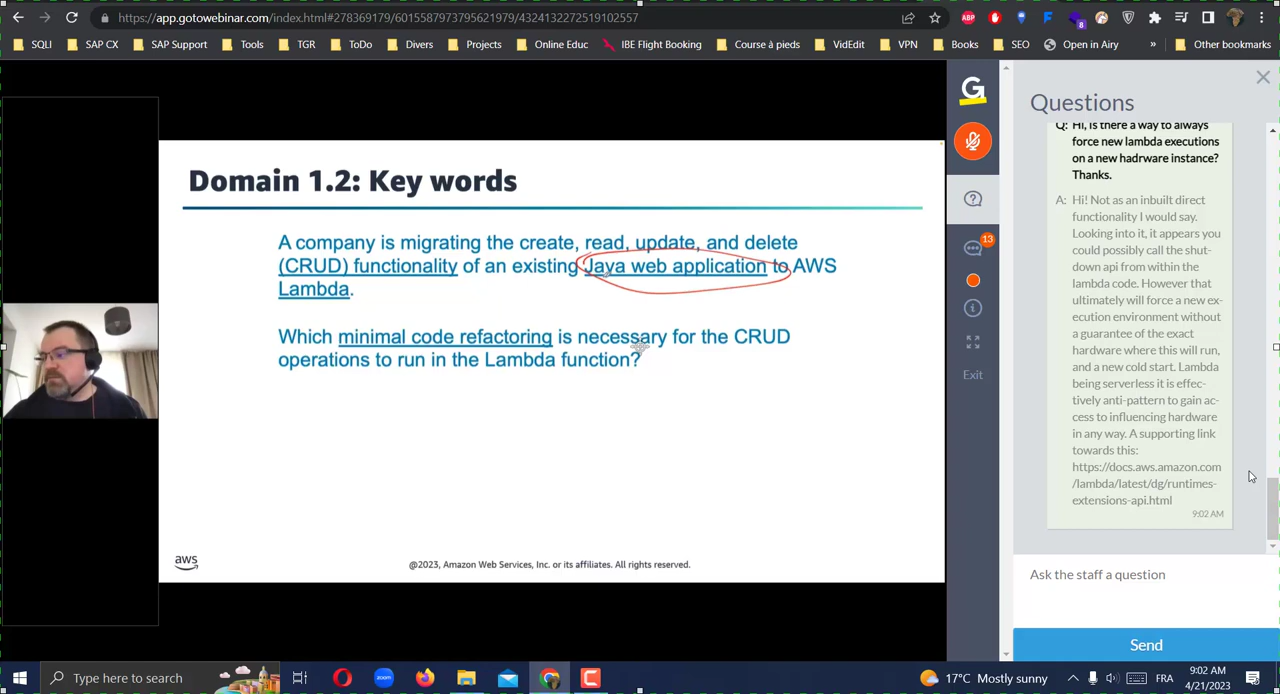 https://app.gotowebinar.com/index.html#278369179/6015587973795621979/4324132272519102557
ABP
8
SQLI
SAP CX
SAP Support
Tools
TGR
ToDo
Divers
Projects
Online Educ
IBE Flight Booking
Course à pieds
VidEdit
VPN
Books
SEO
Open in Airy
»
Other bookmarks
Domain 1.2: Key words
A company is migrating the create, read, update, and delete
(CRUD) functionality of an existing Java web application to AWS
Lambda.
Which minimal code refactoring is necessary for the CRUD
operations to run in the Lambda function?
aws
@2023, Amazon Web Services, Inc. or its affiliates. All rights reserved.
G
13
Exit
Questions
Q: Hi, is there a way to always
force new lambda executions
on a new hadrware instance?
Thanks.
A: Hi! Not as an inbuilt direct
functionality I would say.
Looking into it, it appears you
could possibly call the shut-
down api from within the
lambda code. However that
ultimately will force a new ex-
ecution environment without
a guarantee of the exact
hardware where this will run,
and a new cold start. Lambda
being serverless it is effec-
tively anti-pattern to gain ac-
cess to influencing hardware
in any way. A supporting link
towards this:
https://docs.aws.amazon.com
/lambda/latest/dg/runtimes-
extensions-api.html
9:02 AM
Ask the staff a question
Send
Type here to search
zoom
17°C Mostly sunny
FRA
9:02 AM
4/21/2023